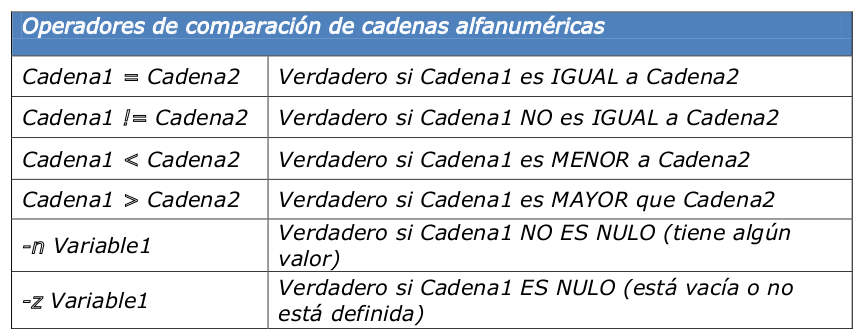 Operadores de comparación de cadenas alfanuméricas
Cadena1 = Cadena2 Verdadero si Cadena1 es IGUAL a Cadena2
Cadena1 != Cadena2 Verdadero si Cadena1 NO es IGUAL a Cadena2
Cadena1 < Cadena2 Verdadero si Cadena1 es MENOR a Cadena2
Cadena1 > Cadena2 Verdadero si Cadena1 es MAYOR que Cadena2
-n Variable1 Verdadero si Cadena1 NO ES NULO (tiene algún
valor)
-z Variable1 Verdadero si Cadena1 ES NULO (está vacía o no
está definida)